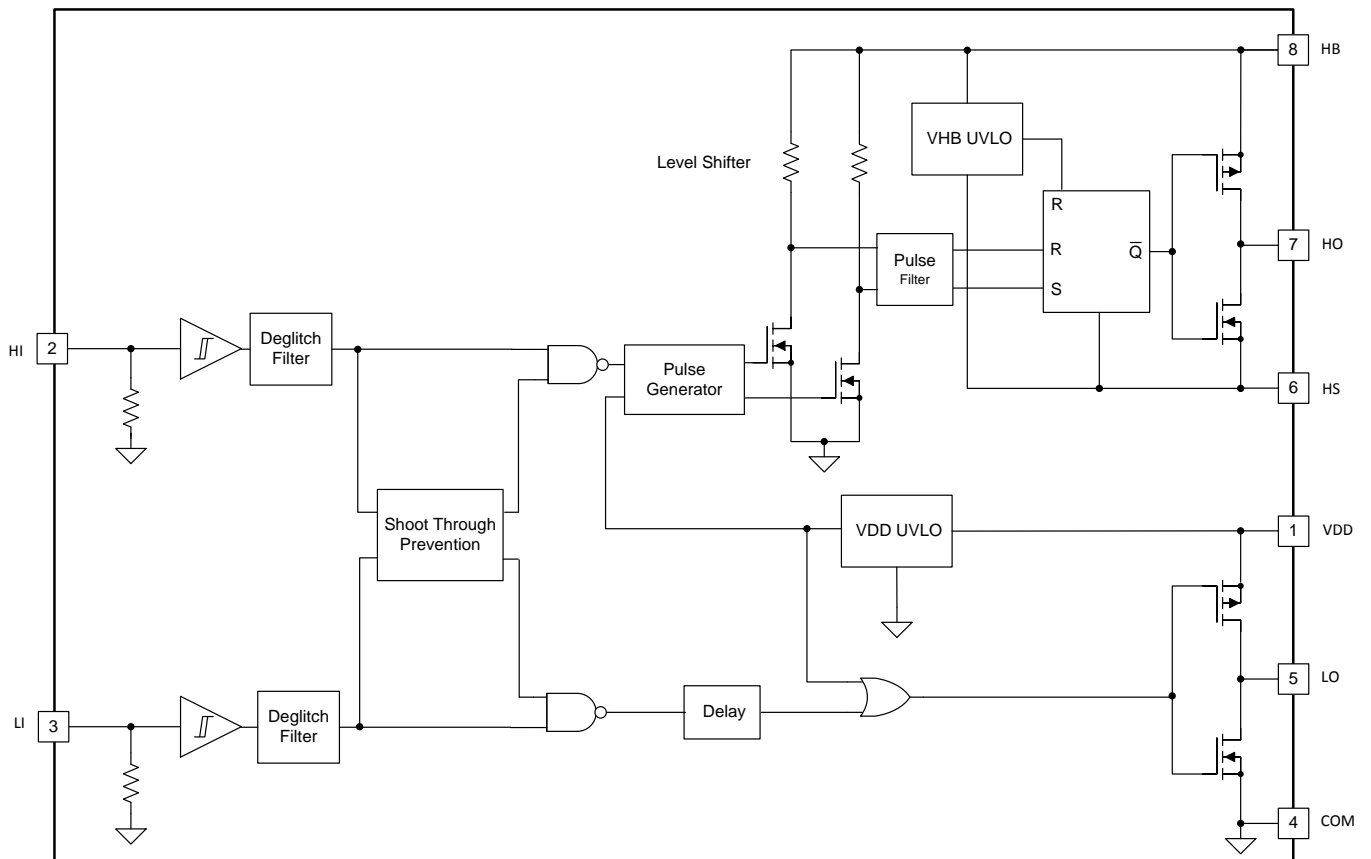 8 HB
VHB UVLO
Level Shifter
R
R
S
Q̅
Pulse
Filter
7 HO
HI 2
Deglitch
Filter
Pulse
Generator
6 HS
Shoot Through
Prevention
VDD UVLO
1 VDD
LI 3
Deglitch
Filter
Delay
5 LO
4 COM